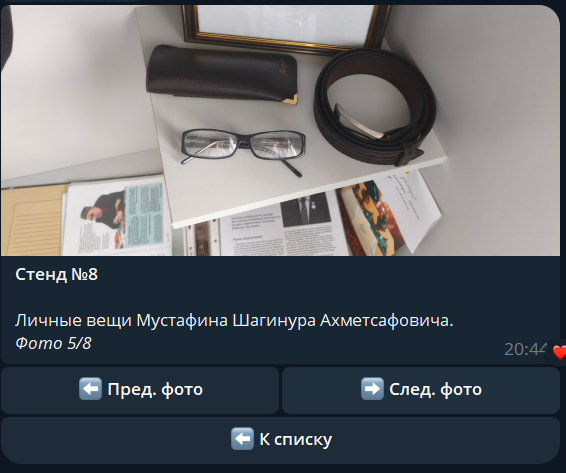 Стенд №8
Личные вещи Мустафина Шагинура Ахметсафовича.
Фото 5/8
20:44
⬅️ Пред. фото
➡️ След. фото
⬅️ К списку